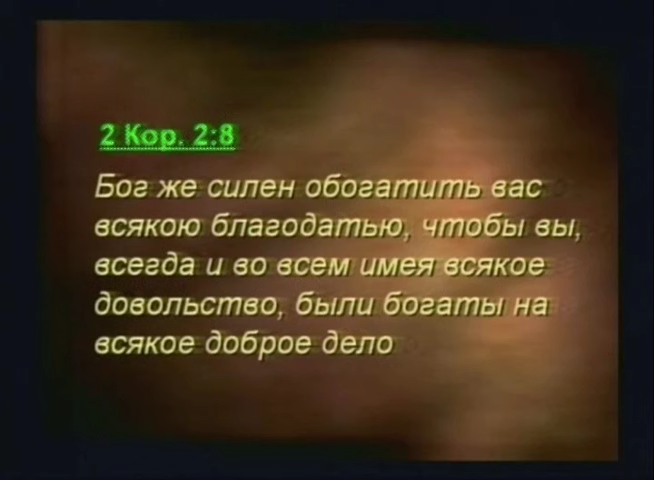 2 Кор. 2:8
Бог же силен обогатить вас
всякою благодатью, чтобы вы,
всегда и во всем имея всякое
довольство, были богаты на
всякое доброе дело